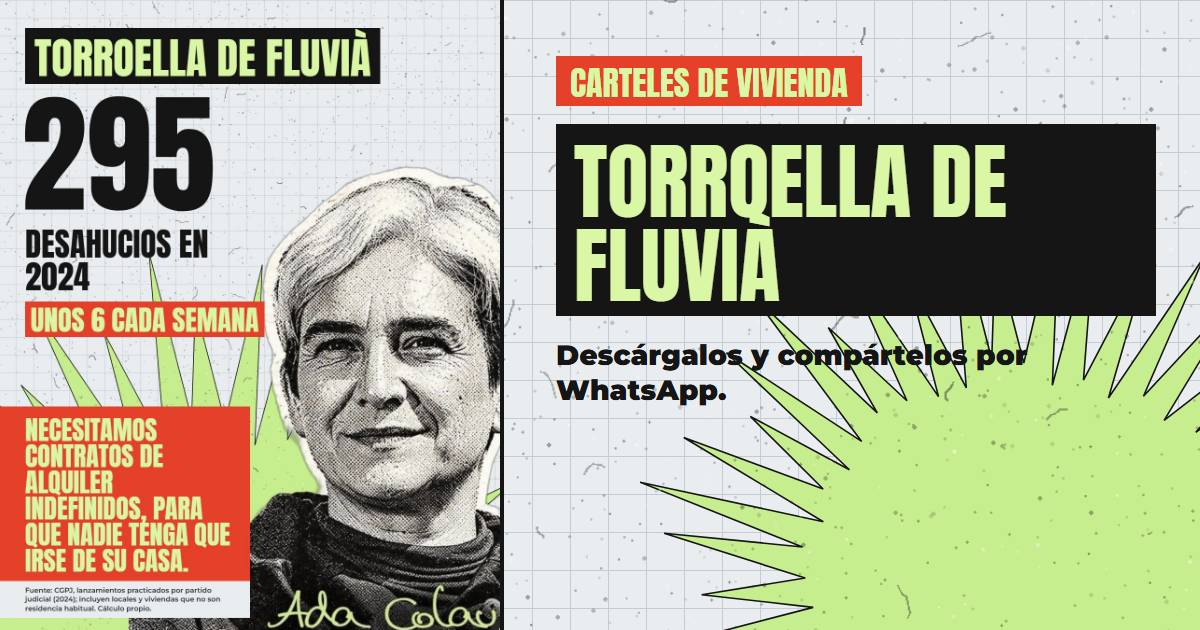 TORROELLA DE FLUVIÀ
295
DESAHUCIOS EN
2024
UNOS 6 CADA SEMANA
NECESITAMOS
CONTRATOS DE
ALQUILER
INDEFINIDOS, PARA
QUE NADIE TENGA QUE
IRSE DE SU CASA.
Fuente: CGPJ, lanzamientos practicados por partido
judicial (2024); incluyen locales y viviendas que no son
residencia habitual. Cálculo propio.
Ada Colau
CARTELES DE VIVIENDA
TORROELLA DE
FLUVIÀ
Descárgalos y compártelos por
WhatsApp.